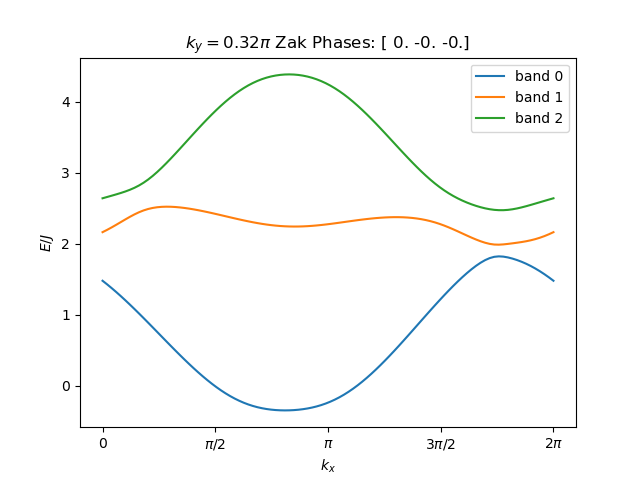 $k_y = 0.32\pi$ Zak Phases: [ 0. -0. -0.]
band 0
band 1
band 2
4
3
2
1
0
E/J
0
π/2
π
3π/2
2π
$k_x$